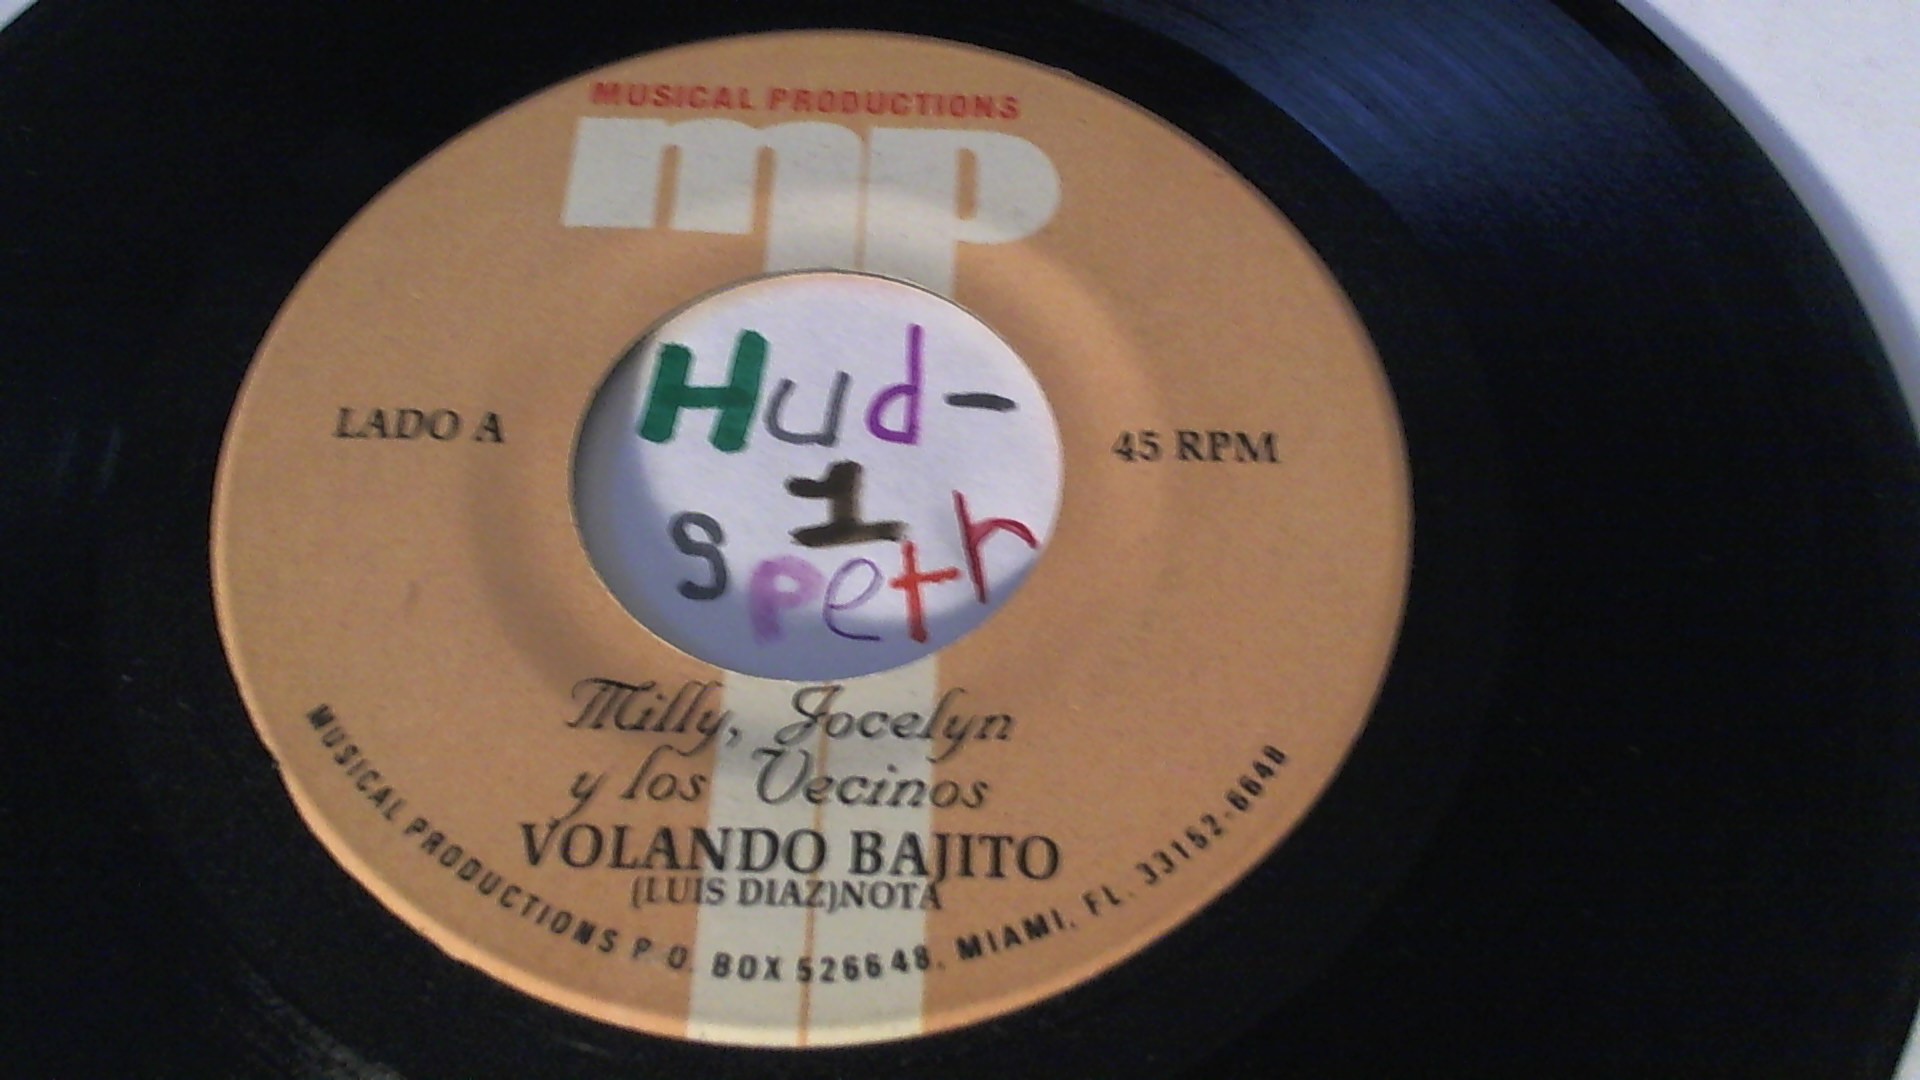 MUSICAL PRODUCTIONS
mp
Hud-
1
spetr
LADO A
45 RPM
Milly, Jocelyn
y los Vecinos
VOLANDO BAJITO
(LUIS DIAZ)NOTA
MUSICAL PRODUCTIONS P.O. BOX 526648. MIAMI. FL. 33152-6648